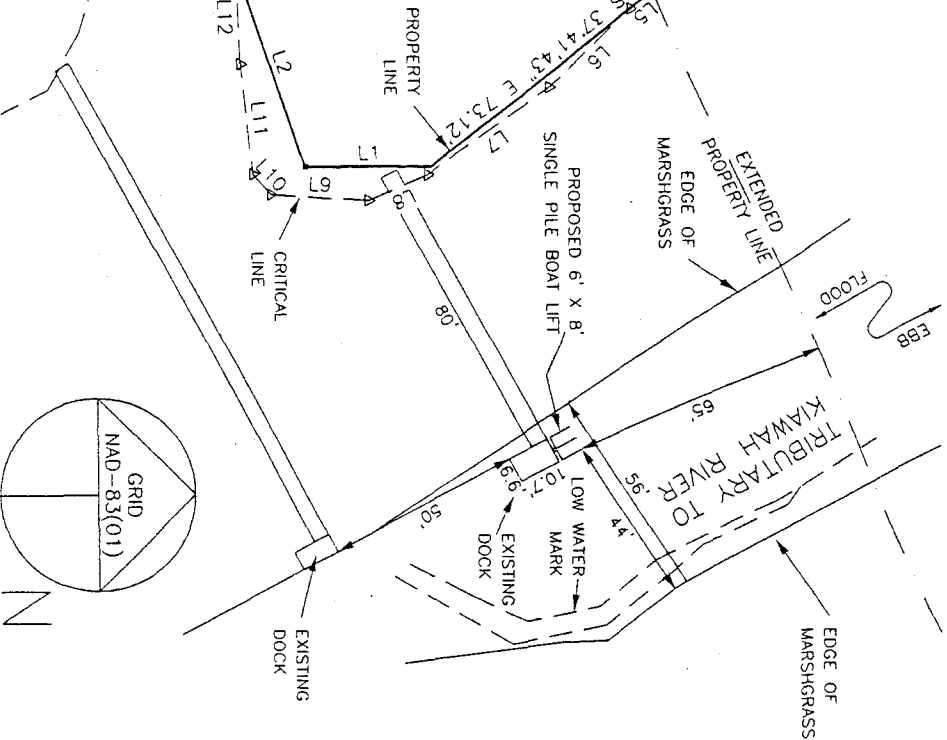 L12
L11
L2
L10
L9
L1
PROPERTY
LINE
S 37°41'43" E 73.12'
L5
L6
L7
8
CRITICAL
LINE
80'
PROPOSED 6' X 8'
SINGLE PILE BOAT LIFT
EDGE OF
MARSHGRASS
EXTENDED
PROPERTY LINE
FLOOD
EBB
65'
TRIBUTARY TO
KIAWAH RIVER
56'
44'
10.7'
9.9'
50'
LOW WATER
MARK
EXISTING
DOCK
EXISTING
DOCK
EDGE OF
MARSHGRASS
GRID
NAD-83(01)
N